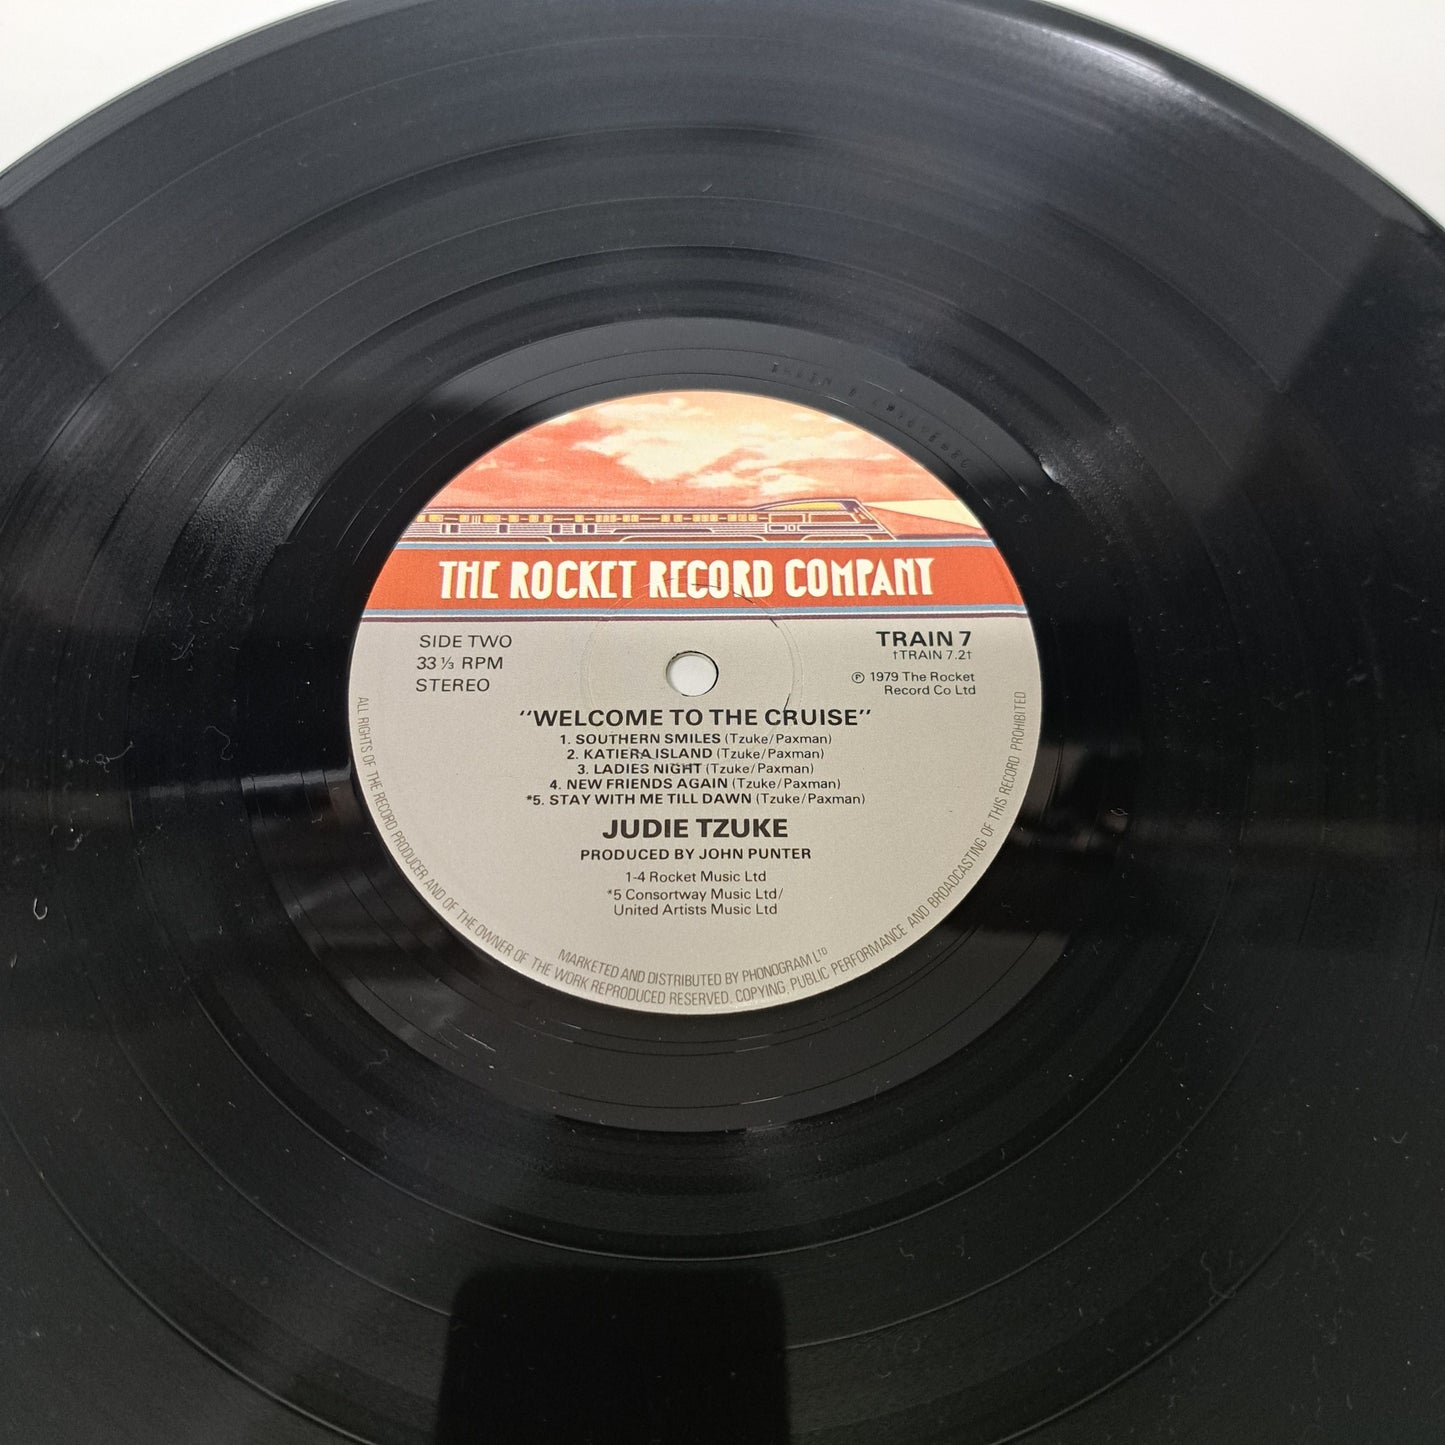 THE ROCKET RECORD COMPANY
SIDE TWO
33 ⅓ RPM
STEREO
TRAIN 7
†TRAIN 7.2†
℗ 1979 The Rocket
Record Co Ltd
"WELCOME TO THE CRUISE"
1. SOUTHERN SMILES (Tzuke/Paxman)
2. KATIERA ISLAND (Tzuke/Paxman)
3. LADIES NIGHT (Tzuke/Paxman)
4. NEW FRIENDS AGAIN (Tzuke/Paxman)
*5. STAY WITH ME TILL DAWN (Tzuke/Paxman)
JUDIE TZUKE
PRODUCED BY JOHN PUNTER
1-4 Rocket Music Ltd
*5 Consortway Music Ltd/
United Artists Music Ltd
MARKETED AND DISTRIBUTED BY PHONOGRAM LTD
ALL RIGHTS OF THE RECORD PRODUCER AND OF THE OWNER OF THE WORK REPRODUCED RESERVED. COPYING, PUBLIC PERFORMANCE AND BROADCASTING OF THIS RECORD PROHIBITED